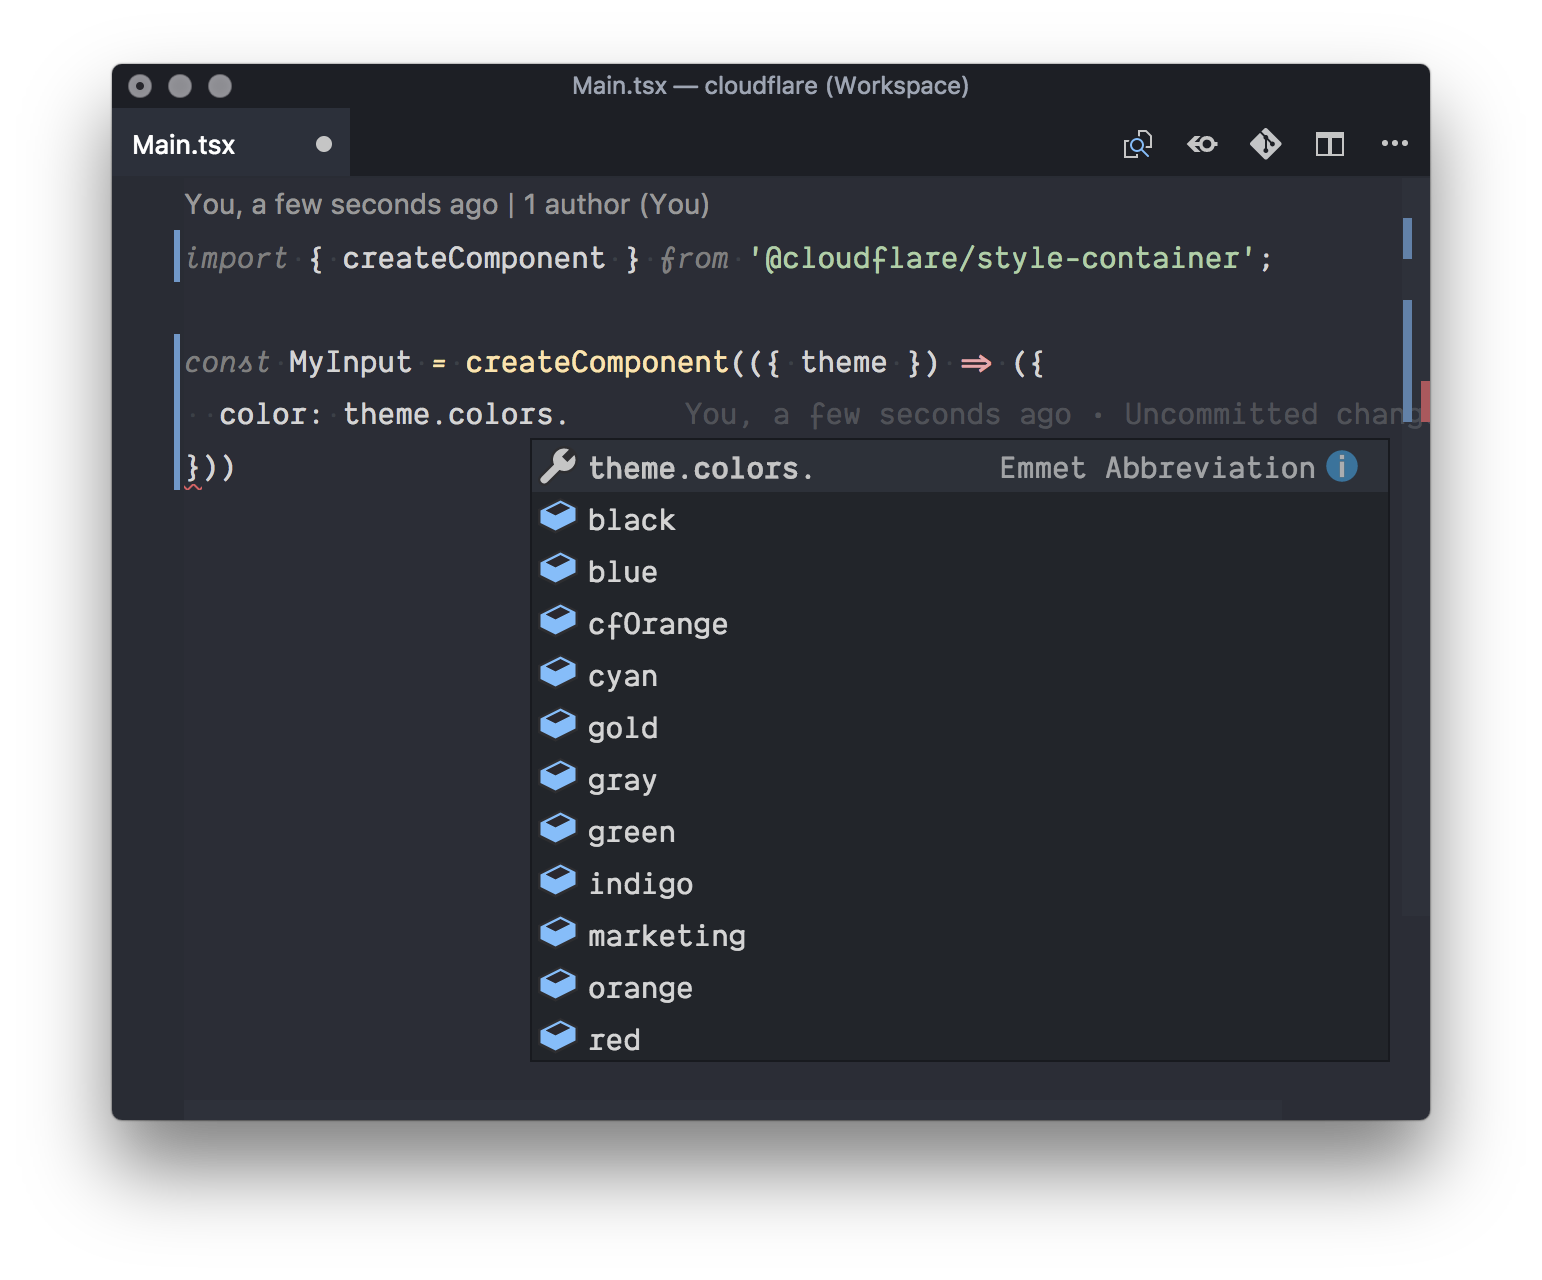 Main.tsx — cloudflare (Workspace)
Main.tsx
You, a few seconds ago | 1 author (You)
import { createComponent } from '@cloudflare/style-container';
const MyInput = createComponent(({ theme }) => ({
color: theme.colors. You, a few seconds ago • Uncommitted chang
}))
theme.colors. Emmet Abbreviation
black
blue
cfOrange
cyan
gold
gray
green
indigo
marketing
orange
red